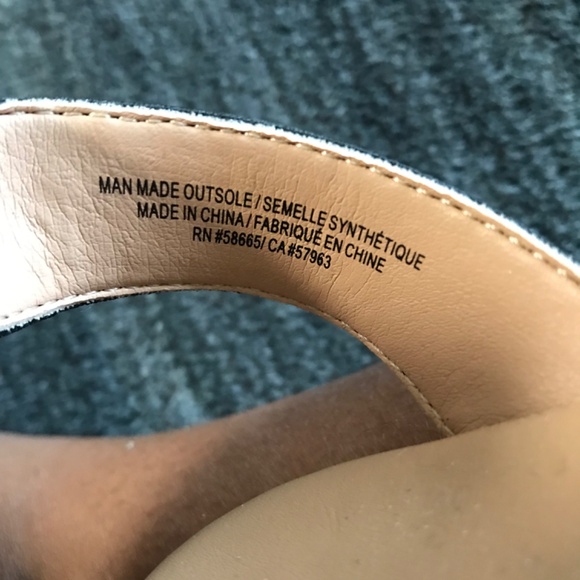 MAN MADE OUTSOLE / SEMELLE SYNTHÉTIQUE
MADE IN CHINA / FABRIQUÉ EN CHINE
RN #58665/ CA #57963